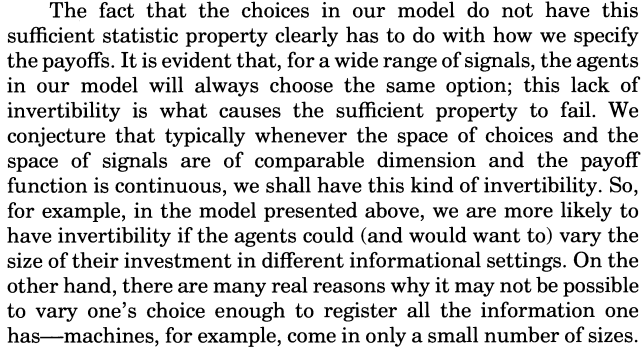 The fact that the choices in our model do not have this
sufficient statistic property clearly has to do with how we specify
the payoffs. It is evident that, for a wide range of signals, the agents
in our model will always choose the same option; this lack of
invertibility is what causes the sufficient property to fail. We
conjecture that typically whenever the space of choices and the
space of signals are of comparable dimension and the payoff
function is continuous, we shall have this kind of invertibility. So,
for example, in the model presented above, we are more likely to
have invertibility if the agents could (and would want to) vary the
size of their investment in different informational settings. On the
other hand, there are many real reasons why it may not be possible
to vary one's choice enough to register all the information one
has—machines, for example, come in only a small number of sizes.